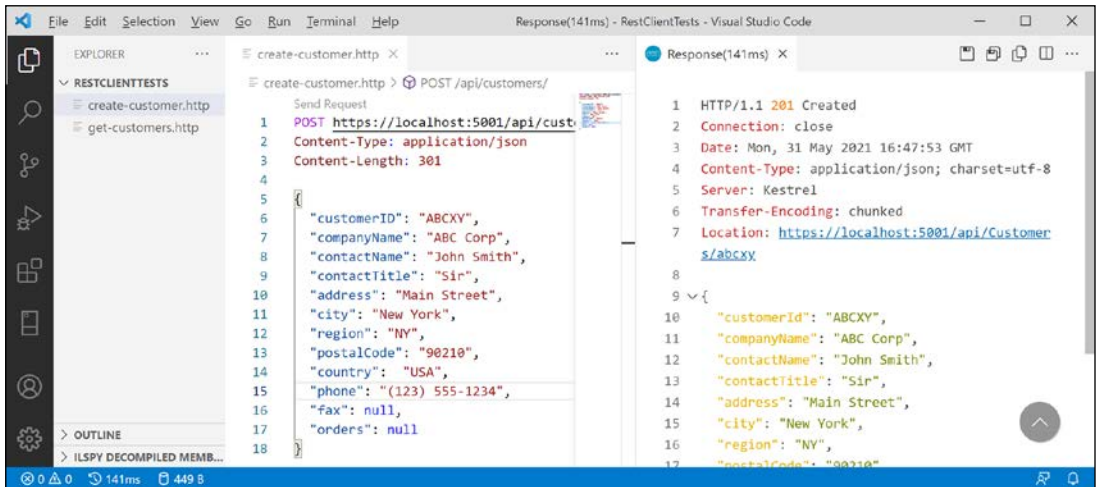 File Edit Selection View Go Run Terminal Help
Response(141ms) - RestClientTests - Visual Studio Code
EXPLORER
RESTCLIENTTESTS
create-customer.http
get-customers.http
OUTLINE
ILSPY DECOMPILED MEMB...
create-customer.http
create-customer.http > POST /api/customers/
Send Request
1 POST https://localhost:5001/api/cust
2 Content-Type: application/json
3 Content-Length: 301
4
5 {
6 "customerID": "ABCXY",
7 "companyName": "ABC Corp",
8 "contactName": "John Smith",
9 "contactTitle": "Sir",
10 "address": "Main Street",
11 "city": "New York",
12 "region": "NY",
13 "postalCode": "90210",
14 "country":  "USA",
15 "phone": "(123) 555-1234",
16 "fax": null,
17 "orders": null
18 }
Response(141ms)
1 HTTP/1.1 201 Created
2 Connection: close
3 Date: Mon, 31 May 2021 16:47:53 GMT
4 Content-Type: application/json; charset=utf-8
5 Server: Kestrel
6 Transfer-Encoding: chunked
7 Location: https://localhost:5001/api/Customer
s/abcxy
8
9 {
10 "customerId": "ABCXY",
11 "companyName": "ABC Corp",
12 "contactName": "John Smith",
13 "contactTitle": "Sir",
14 "address": "Main Street",
15 "city": "New York",
16 "region": "NY",
17 "postalCode": "90210"
0 0 141ms 449 B